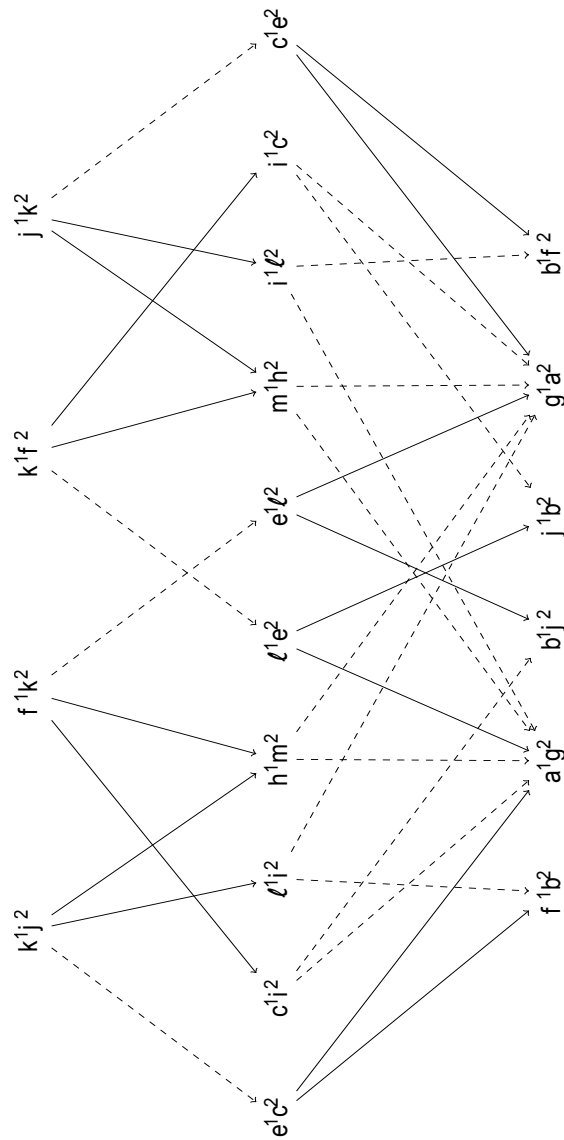 k¹j² f¹k² k¹f² j¹k²
e¹c² c¹i² ℓ¹i² h¹m² ℓ¹e² e¹ℓ² m¹h² i¹ℓ² i¹c² c¹e²
f¹b² a¹g² b¹j² j¹b² g¹a² b¹f²